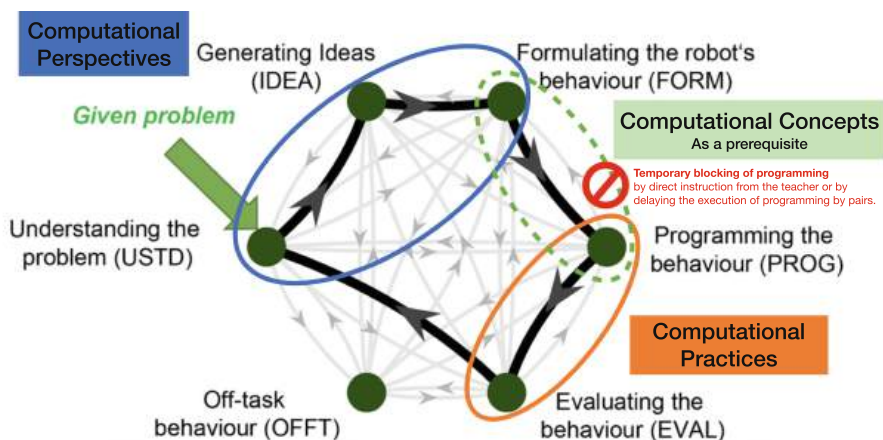 Computational
Perspectives
Generating Ideas
(IDEA)
Formulating the robot's
behaviour (FORM)
Given problem
Computational Concepts
As a prerequisite
Temporary blocking of programming
by direct instruction from the teacher or by
delaying the execution of programming by pairs.
Understanding the
problem (USTD)
Programming the
behaviour (PROG)
Computational
Practices
Off-task
behaviour (OFFT)
Evaluating the
behaviour (EVAL)